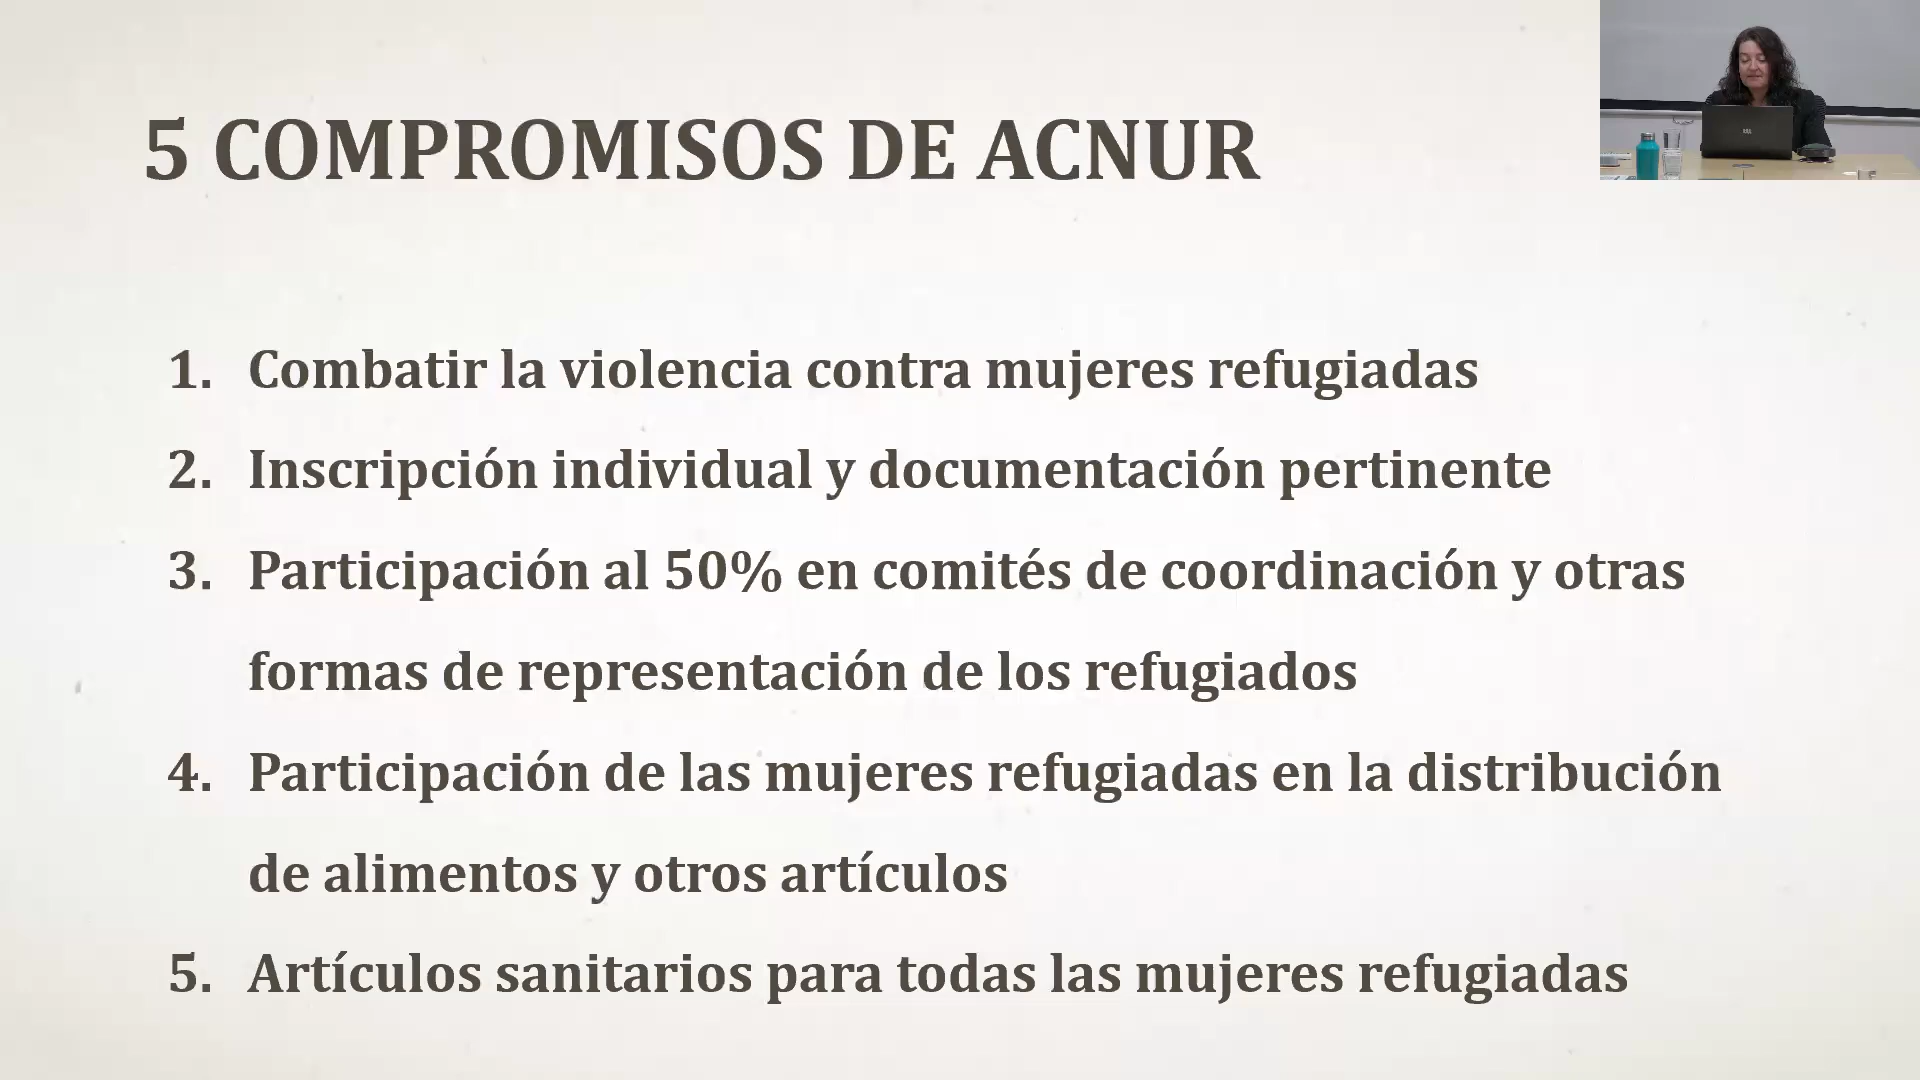 5 COMPROMISOS DE ACNUR
1. Combatir la violencia contra mujeres refugiadas
2. Inscripción individual y documentación pertinente
3. Participación al 50% en comités de coordinación y otras
formas de representación de los refugiados
4. Participación de las mujeres refugiadas en la distribución
de alimentos y otros artículos
5. Artículos sanitarios para todas las mujeres refugiadas